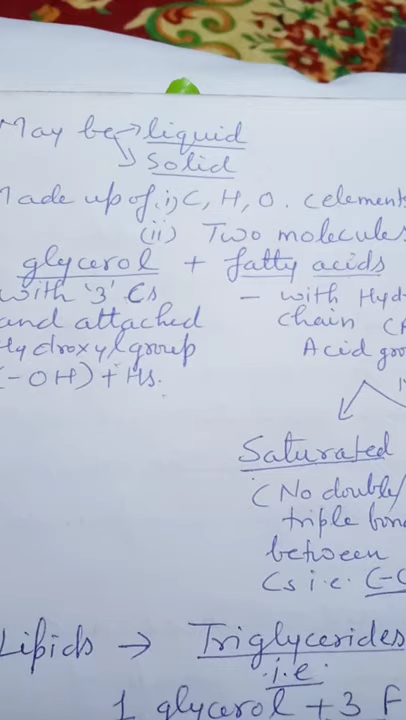 May be → liquid
↘ Solid
Made up of i) C, H, O. (elements
(ii) Two molecules
glycerol + fatty acids
with '3' Cs - with Hyd
and attached chain
Hydroxyl group Acid gro
(-OH) + Hs.
Saturated
(No double/
triple bon
between
Cs i.e. C-C
Lipids → Triglycerides
i.e.
1 glycerol + 3 F